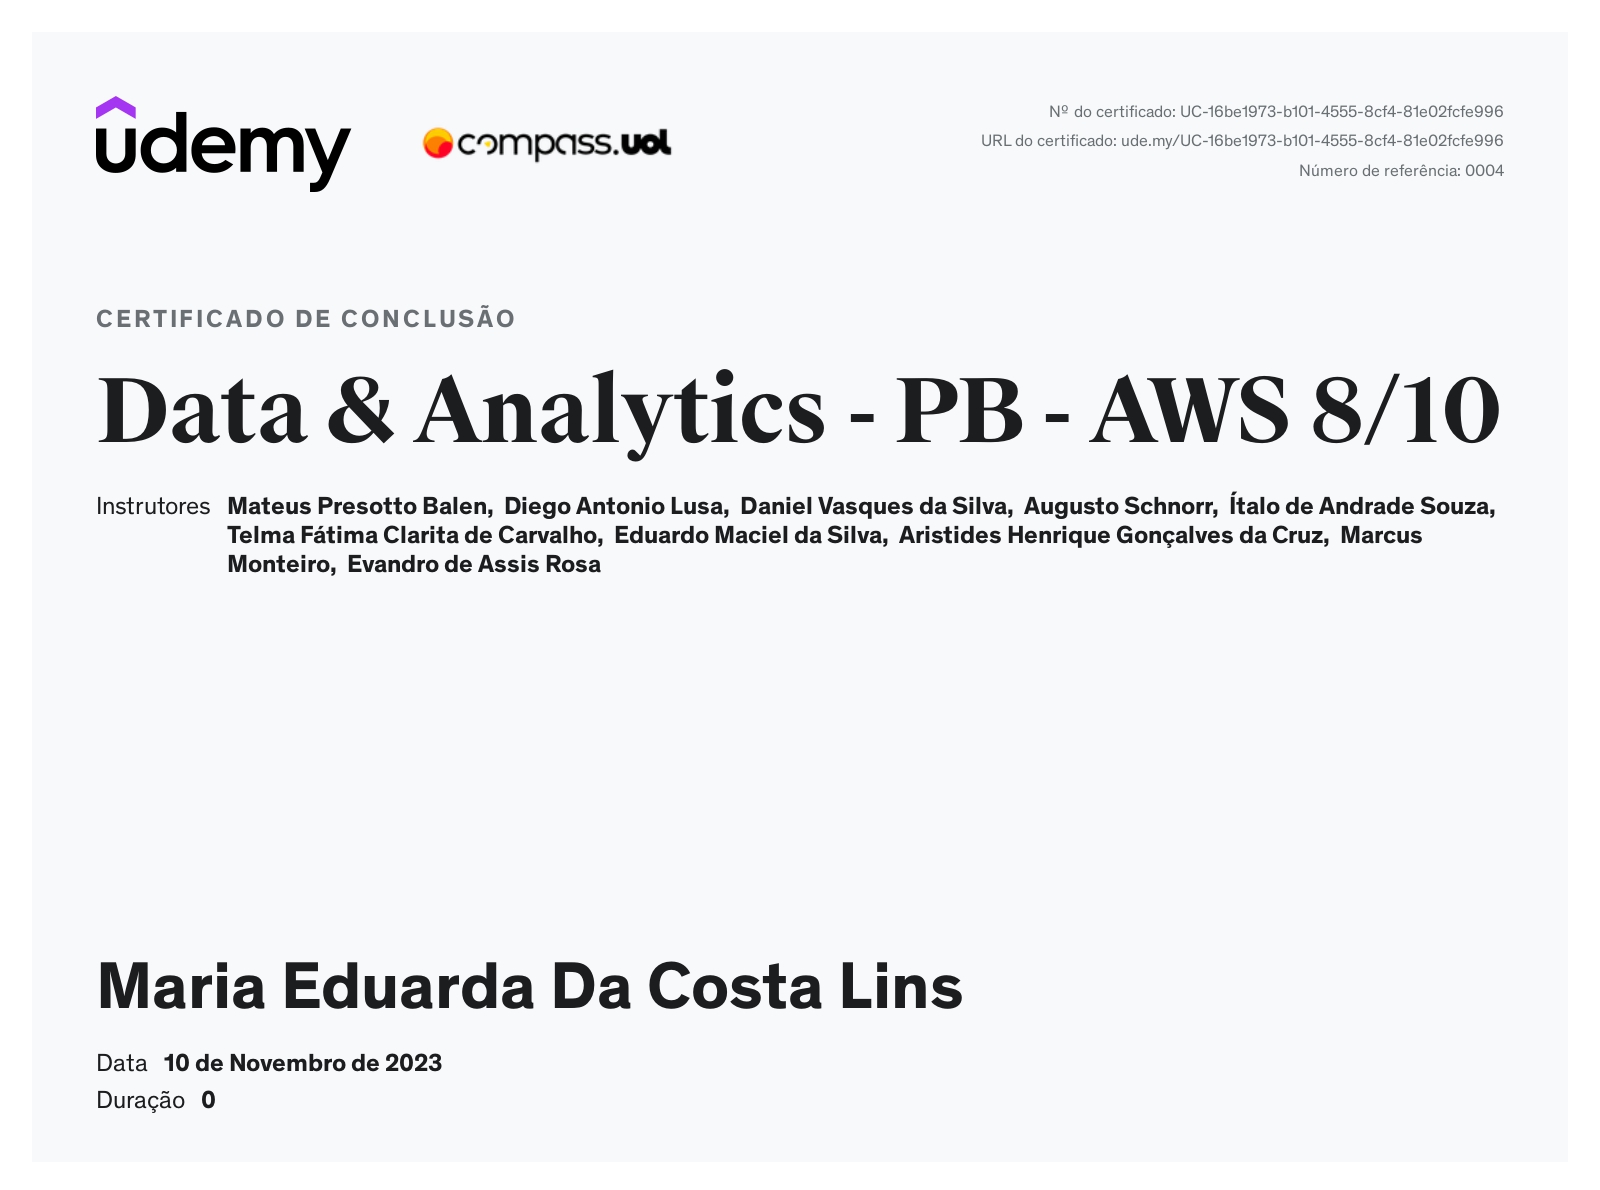 udemy
compass.uol
Nº do certificado: UC-16be1973-b101-4555-8cf4-81e02fcfe996
URL do certificado: ude.my/UC-16be1973-b101-4555-8cf4-81e02fcfe996
Número de referência: 0004
CERTIFICADO DE CONCLUSÃO
Data & Analytics - PB - AWS 8/10
Instrutores Mateus Presotto Balen, Diego Antonio Lusa, Daniel Vasques da Silva, Augusto Schnorr, Ítalo de Andrade Souza,
Telma Fátima Clarita de Carvalho, Eduardo Maciel da Silva, Aristides Henrique Gonçalves da Cruz, Marcus
Monteiro, Evandro de Assis Rosa
Maria Eduarda Da Costa Lins
Data 10 de Novembro de 2023
Duração 0